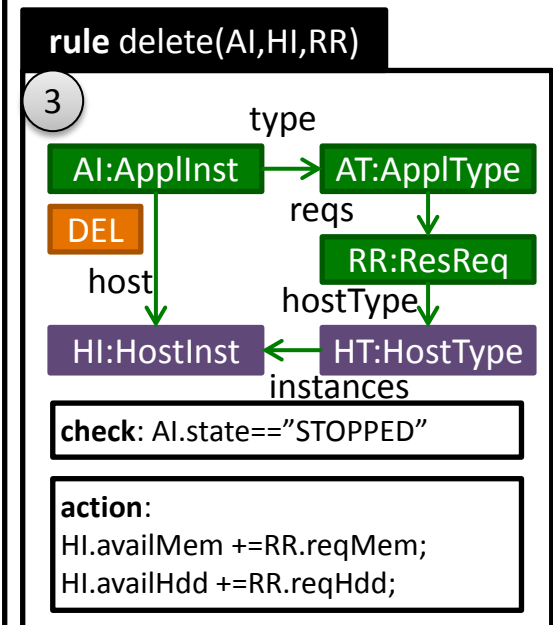 rule delete(AI,HI,RR)
3
type
AI:ApplInst AT:ApplType
reqs
DEL
RR:ResReq
host
hostType
HI:HostInst HT:HostType
instances
check: AI.state==”STOPPED”
action:
HI.availMem +=RR.reqMem;
HI.availHdd +=RR.reqHdd;